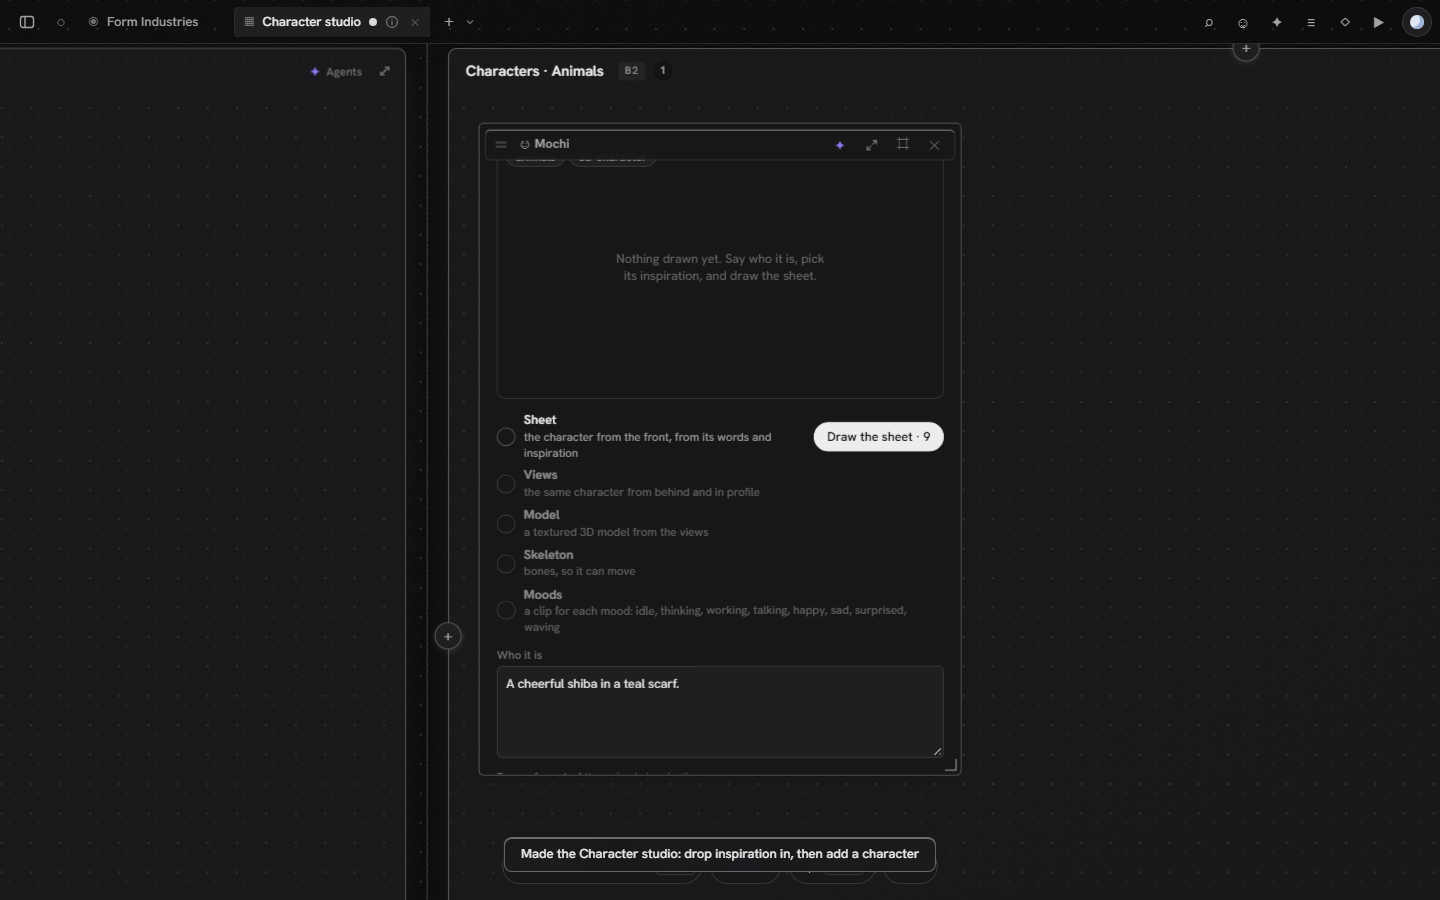 Form Industries
Character studio
Agents
Characters · Animals B2 1
Mochi
Nothing drawn yet. Say who it is, pick
its inspiration, and draw the sheet.
Sheet
the character from the front, from its words and
inspiration
Draw the sheet · 9
Views
the same character from behind and in profile
Model
a textured 3D model from the views
Skeleton
bones, so it can move
Moods
a clip for each mood: idle, thinking, working, talking, happy, sad, surprised,
waving
Who it is
A cheerful shiba in a teal scarf.
Made the Character studio: drop inspiration in, then add a character